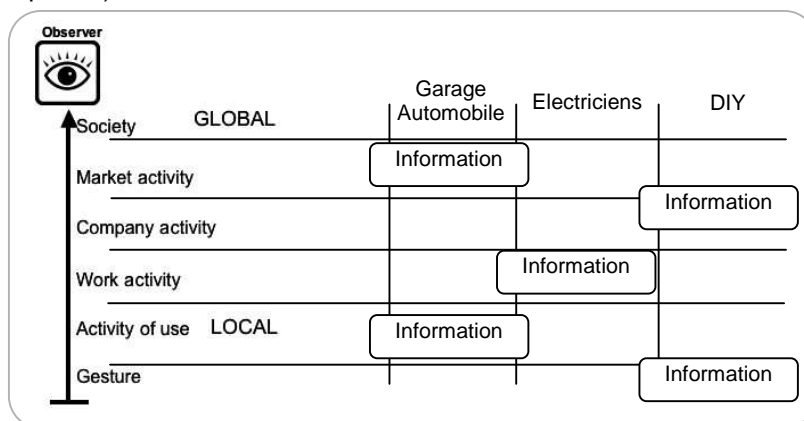 Observer
Garage
Automobile
Electriciens
DIY
Society
GLOBAL
Information
Market activity
Information
Company activity
Information
Work activity
Activity of use
LOCAL
Information
Gesture
Information